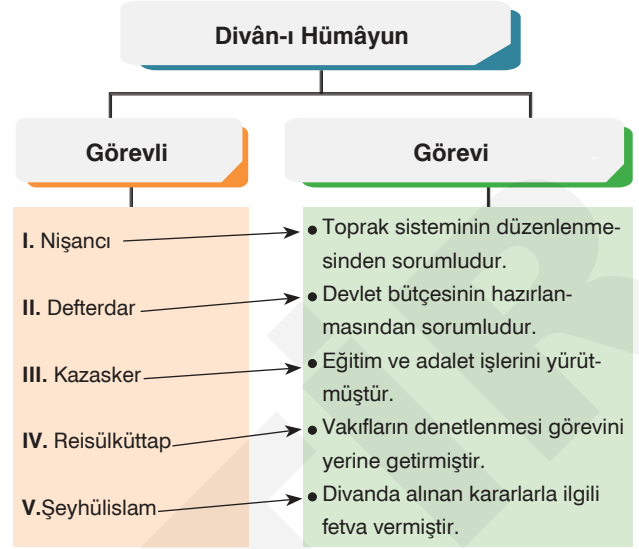 Divân-ı Hümâyun
Görevli
Görevi
I. Nişancı
II. Defterdar
III. Kazasker
IV. Reisülküttap
V.Şeyhülislam
● Toprak sisteminin düzenlenme-
sinden sorumludur.
● Devlet bütçesinin hazırlan-
masından sorumludur.
● Eğitim ve adalet işlerini yürüt-
müştür.
● Vakıfların denetlenmesi görevini
yerine getirmiştir.
● Divanda alınan kararlarla ilgili
fetva vermiştir.